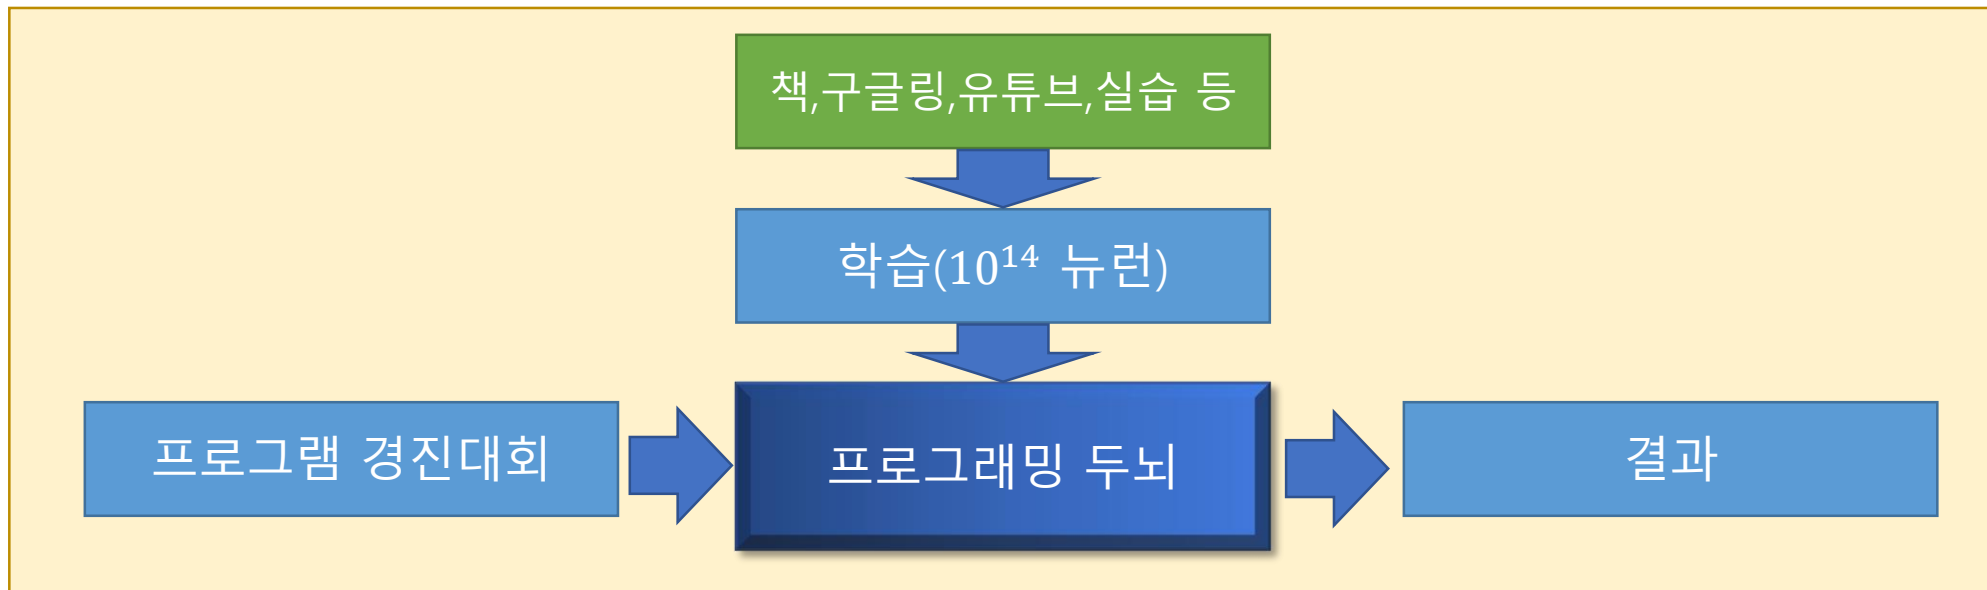 책,구글링,유튜브,실습 등
학습(10¹⁴ 뉴런)
프로그램 경진대회
프로그래밍 두뇌
결과